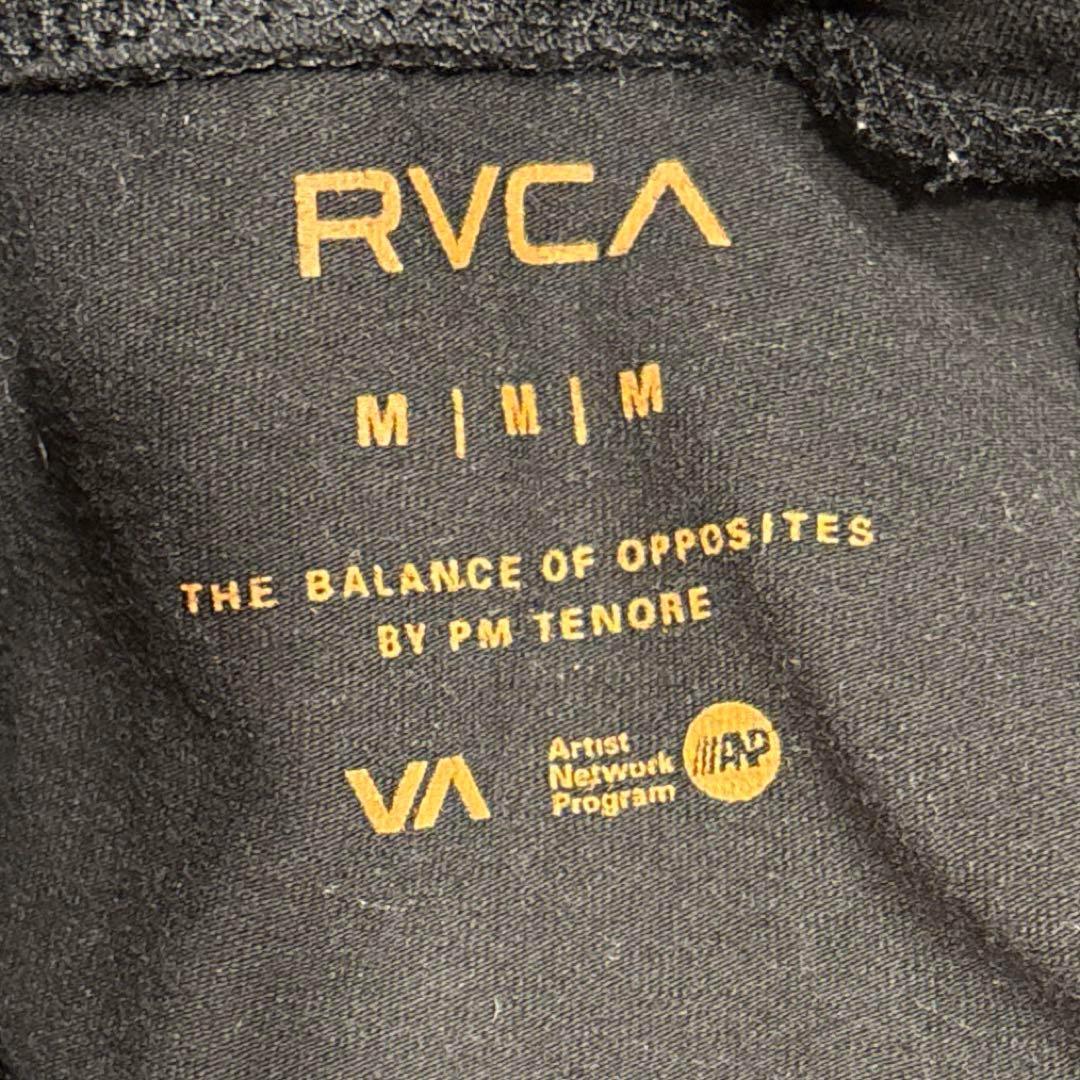 RVCA
M | M | M
THE BALANCE OF OPPOSITES
BY PM TENORE
VA
Artist
Network
Program
ANP